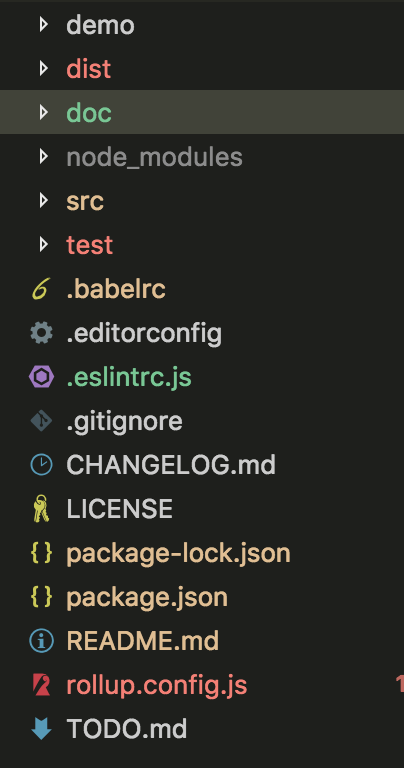 demo
dist
doc
node_modules
src
test
.babelrc
.editorconfig
.eslintrc.js
.gitignore
CHANGELOG.md
LICENSE
{} package-lock.json
{} package.json
README.md
rollup.config.js 1
TODO.md